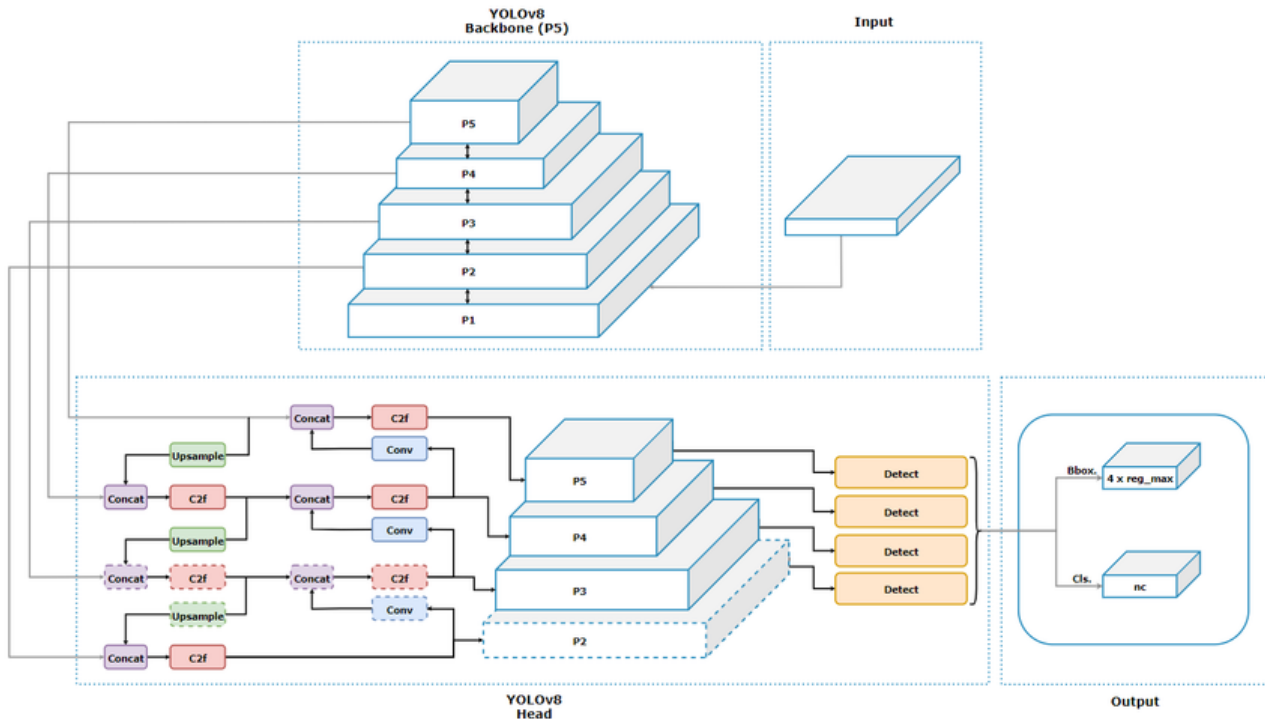 YOLOv8
Backbone (P5)
Input
P5
P4
P3
P2
P1
Concat
C2f
Upsample
Conv
Concat
C2f
Concat
C2f
Upsample
Conv
Concat
C2f
Concat
C2f
Upsample
Conv
Concat
C2f
P5
P4
P3
P2
Detect
Detect
Detect
Detect
Bbox.
4 x reg_max
Cls.
nc
YOLOv8
Head
Output